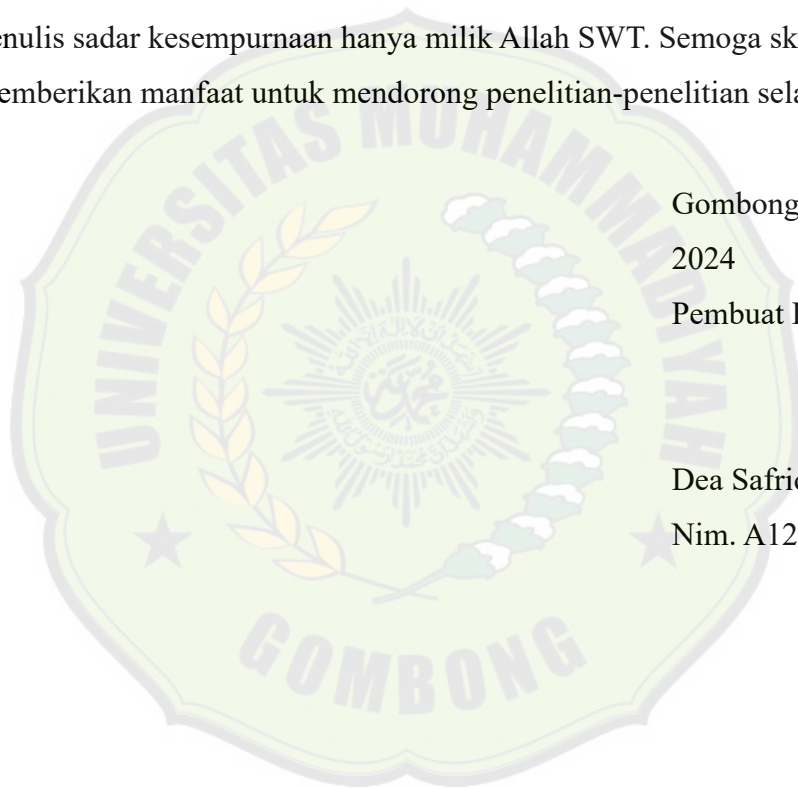 enulis sadar kesempurnaan hanya milik Allah SWT. Semoga sk
emberikan manfaat untuk mendorong penelitian-penelitian sela
Gombong
2024
Pembuat
Dea Safri
Nim. A12
UNIVERSITAS MUHAMMADIYAH
GOMBONG